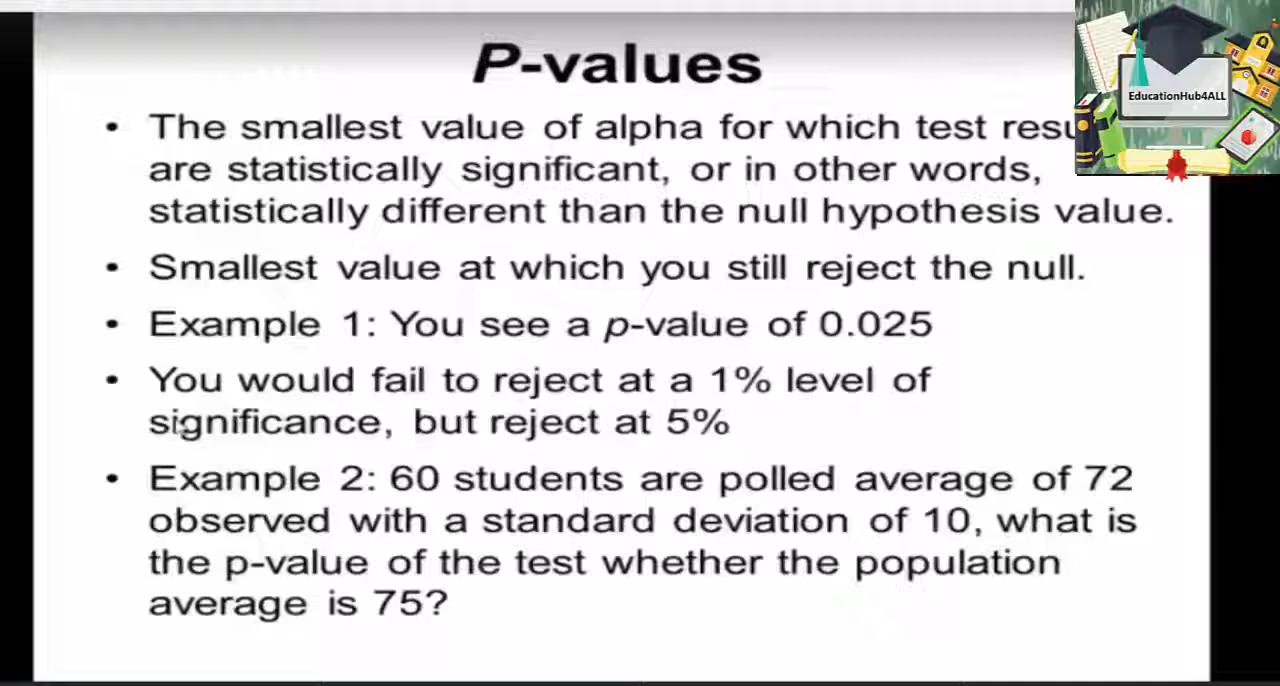 P-values
EducationHub4ALL
• The smallest value of alpha for which test
are statistically significant, or in other words,
statistically different than the null hypothesis value.
• Smallest value at which you still reject the null.
• Example 1: You see a p-value of 0.025
• You would fail to reject at a 1% level of
significance, but reject at 5%
• Example 2: 60 students are polled average of 72
observed with a standard deviation of 10, what is
the p-value of the test whether the population
average is 75?